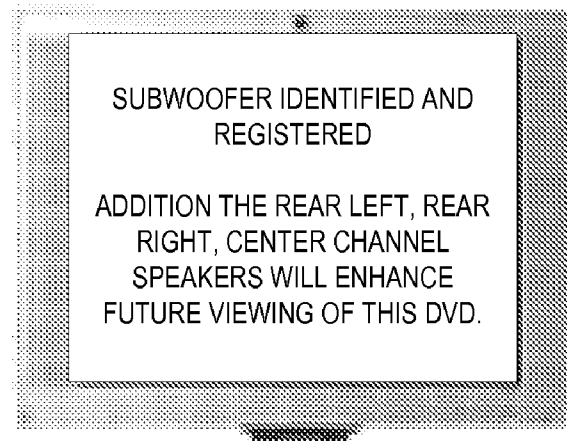 SUBWOOFER IDENTIFIED AND
REGISTERED
ADDITION THE REAR LEFT, REAR
RIGHT, CENTER CHANNEL
SPEAKERS WILL ENHANCE
FUTURE VIEWING OF THIS DVD.